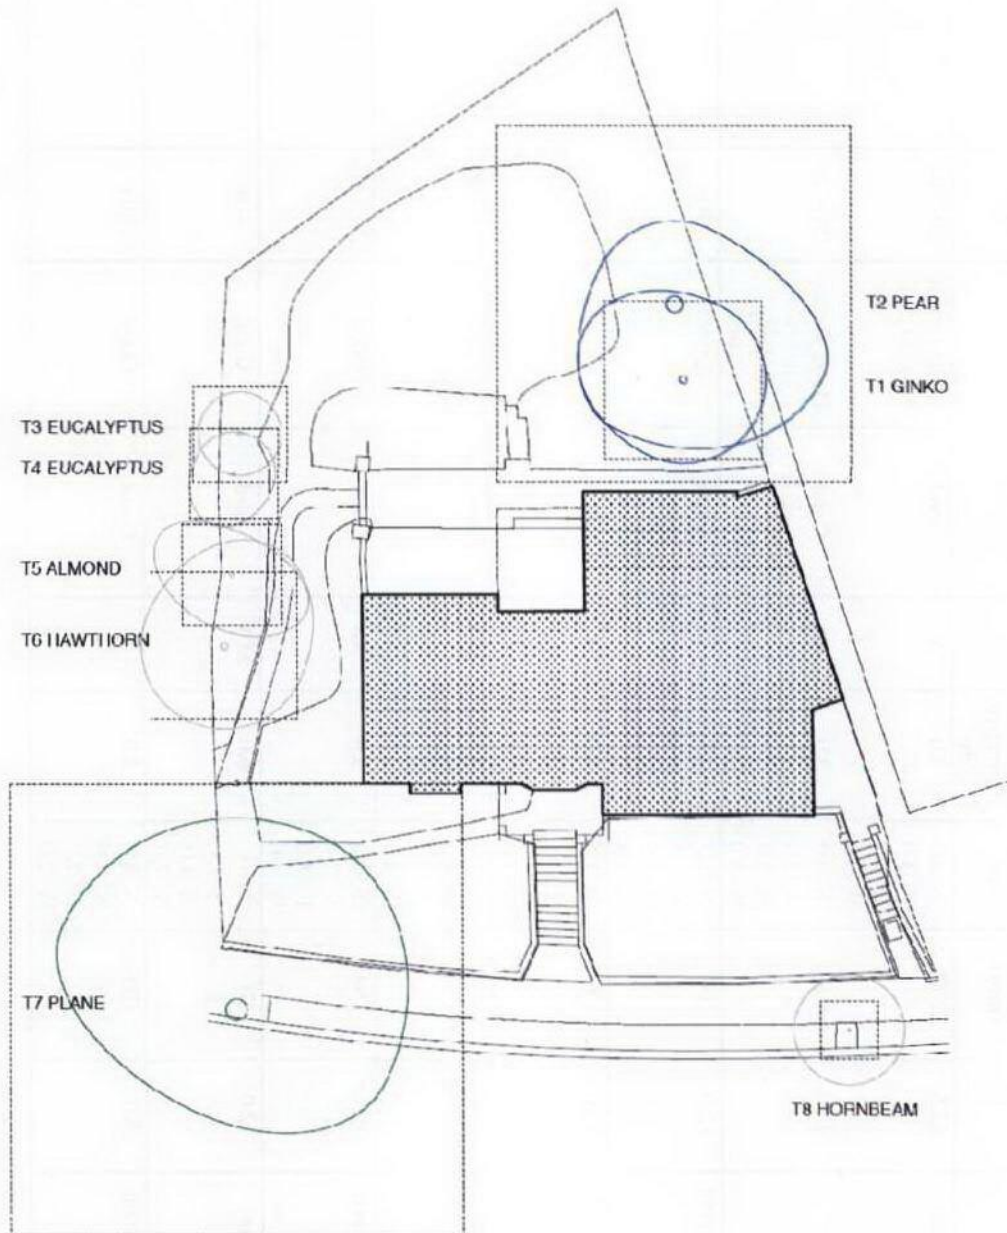 T2 PEAR
T1 GINKO
T3 EUCALYPTUS
T4 EUCALYPTUS
T5 ALMOND
T6 HAWTHORN
T7 PLANE
T8 HORNBEAM